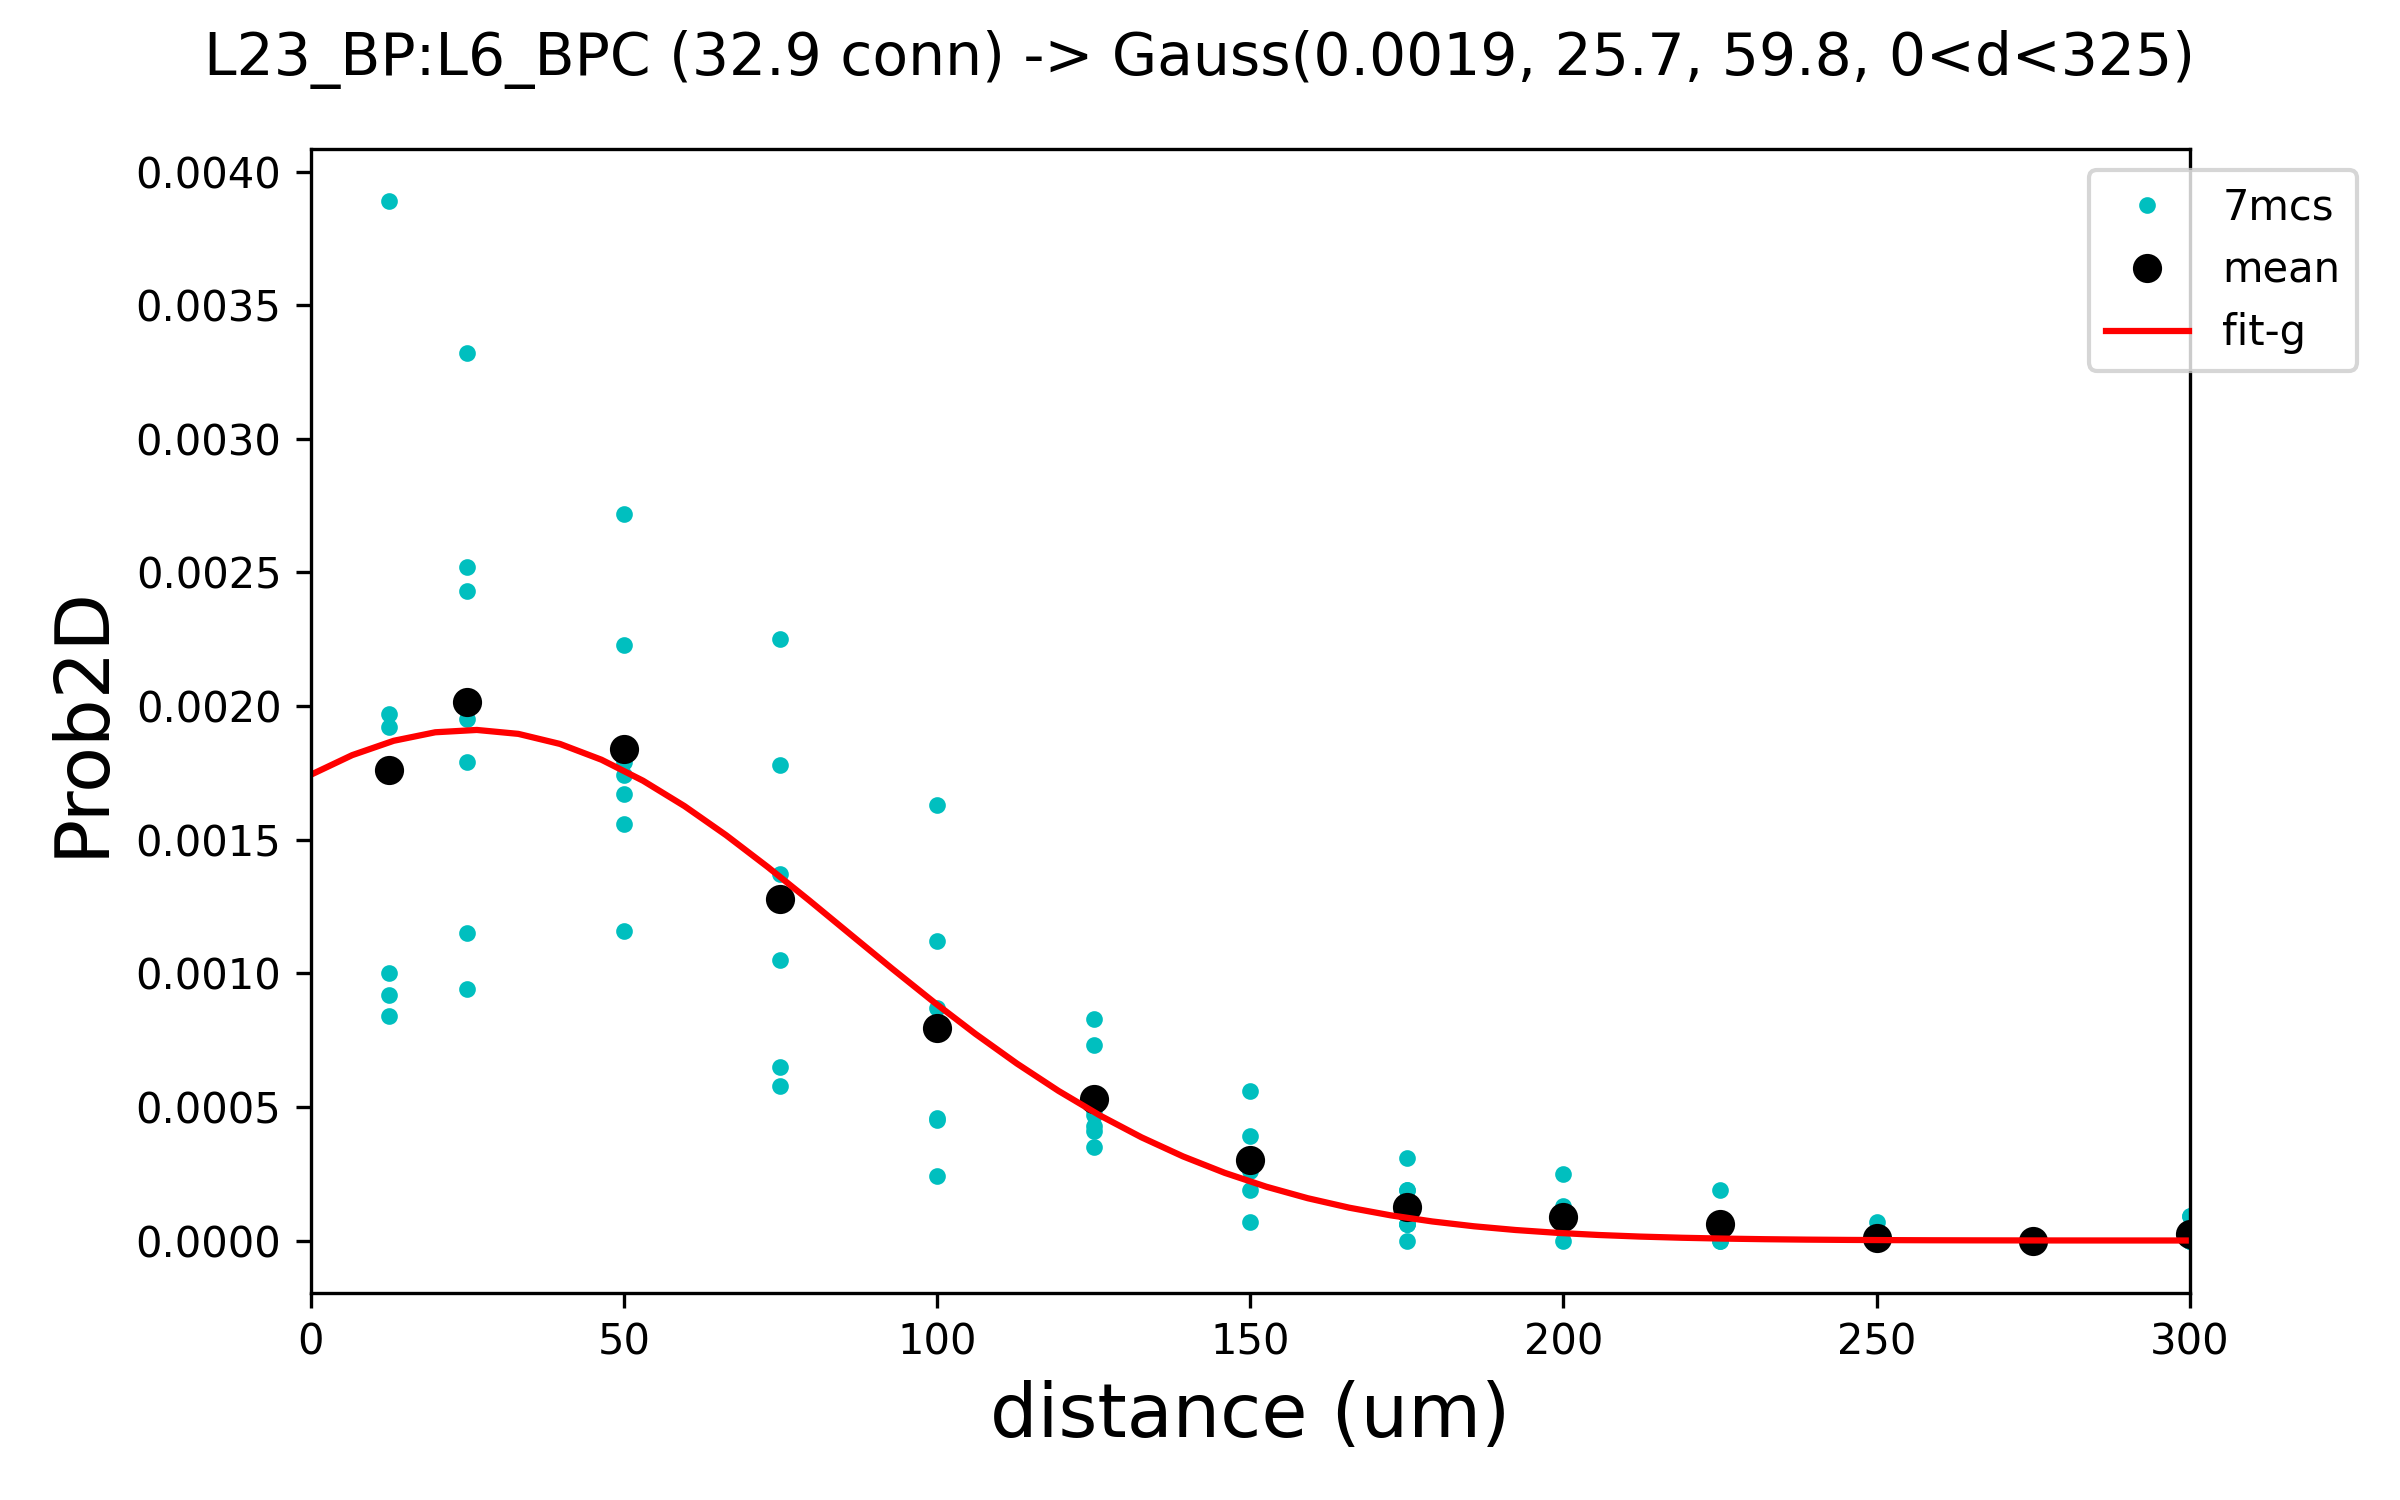 L23_BP:L6_BPC (32.9 conn) -> Gauss(0.0019, 25.7, 59.8, 0<d<325)
7mcs
mean
fit-g
Prob2D
0.0040
0.0035
0.0030
0.0025
0.0020
0.0015
0.0010
0.0005
0.0000
0 50 100 150 200 250 300
distance (um)